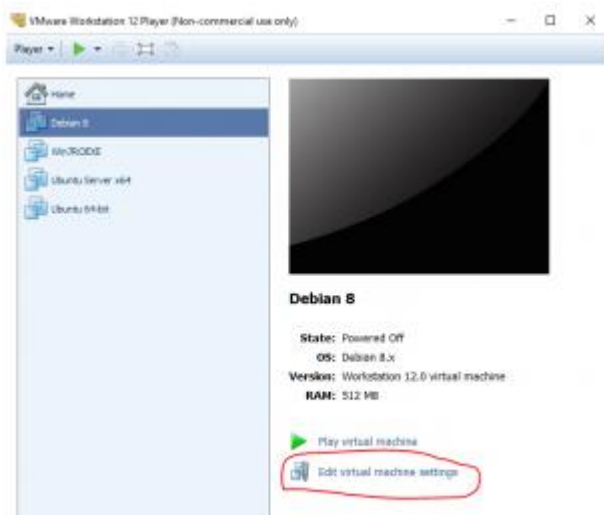 VMware Workstation 12 Player (Non-commercial use only)
Player
Home
Debian 8
Ubuntu Server x64
Ubuntu 64-bit
Debian 8
State: Powered Off
OS: Debian 8.x
Version: Workstation 12.0 virtual machine
RAM: 512 MB
Play virtual machine
Edit virtual machine settings